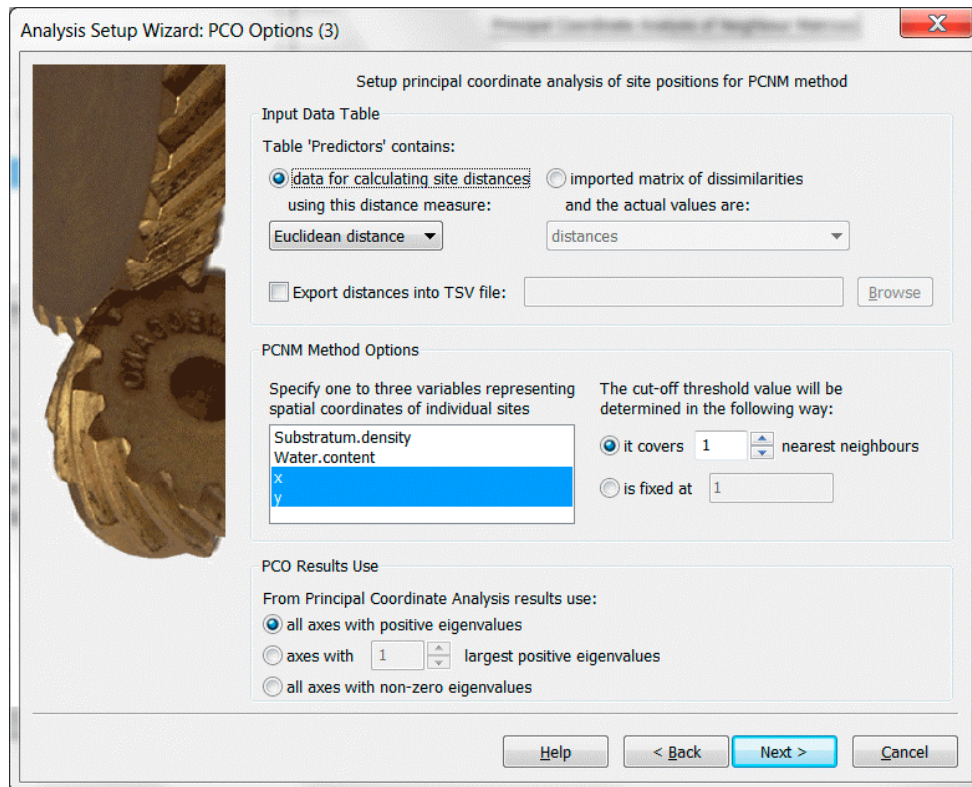 Analysis Setup Wizard: PCO Options (3)
Principal Coordinate Analysis of Neighbour Matrices
X
Setup principal coordinate analysis of site positions for PCNM method
Input Data Table
Table 'Predictors' contains:
data for calculating site distances
imported matrix of dissimilarities
using this distance measure:
and the actual values are:
Euclidean distance
distances
Export distances into TSV file:
Browse
PCNM Method Options
Specify one to three variables representing
spatial coordinates of individual sites
Substratum.density
Water.content
x
y
The cut-off threshold value will be
determined in the following way:
it covers 1 nearest neighbours
is fixed at 1
PCO Results Use
From Principal Coordinate Analysis results use:
all axes with positive eigenvalues
axes with 1 largest positive eigenvalues
all axes with non-zero eigenvalues
Help
< Back
Next >
Cancel